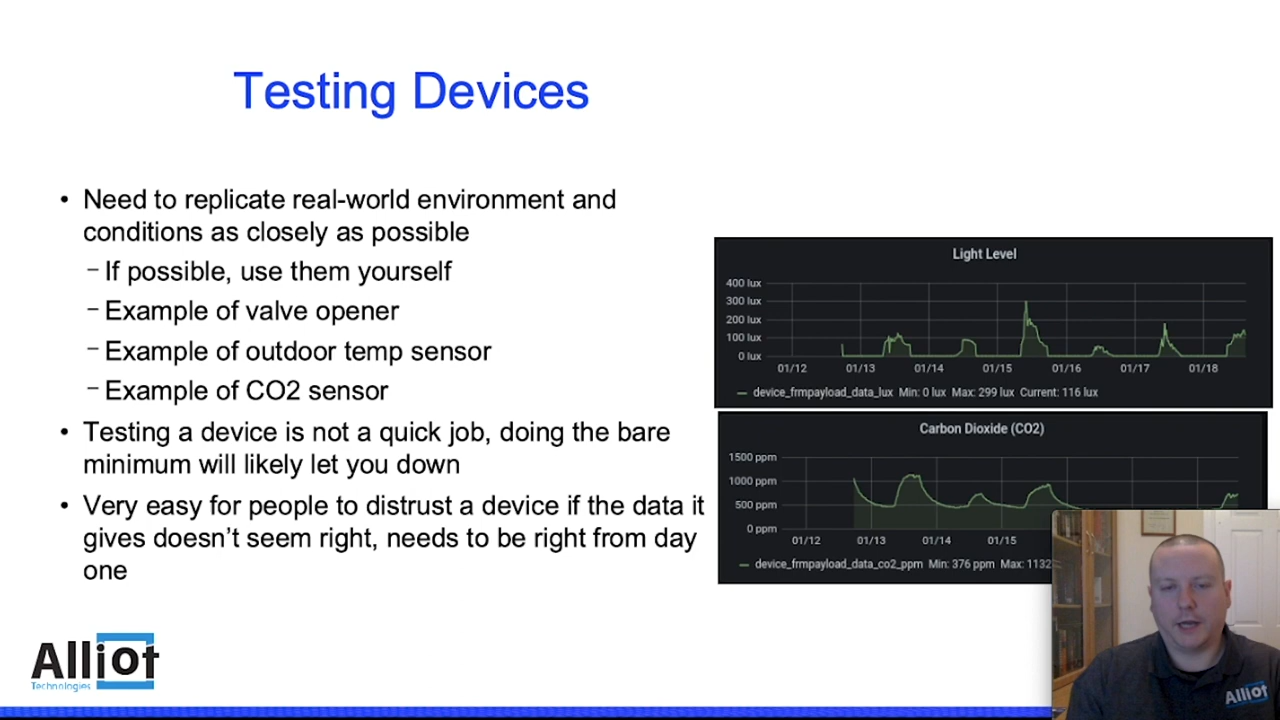 Testing Devices
• Need to replicate real-world environment and
conditions as closely as possible
– If possible, use them yourself
– Example of valve opener
– Example of outdoor temp sensor
– Example of CO2 sensor
• Testing a device is not a quick job, doing the bare
minimum will likely let you down
• Very easy for people to distrust a device if the data it
gives doesn't seem right, needs to be right from day
one
Light Level
400 lux
300 lux
200 lux
100 lux
0 lux
01/12 01/13 01/14 01/15 01/16 01/17 01/18
device_frmpayload_data_lux Min: 0 lux Max: 299 lux Current: 116 lux
Carbon Dioxide (CO2)
1500 ppm
1000 ppm
500 ppm
0 ppm
01/12 01/13 01/14 01/15
device_frmpayload_data_co2_ppm Min: 376 ppm Max: 1132
Alliot
Technologies
Alliot